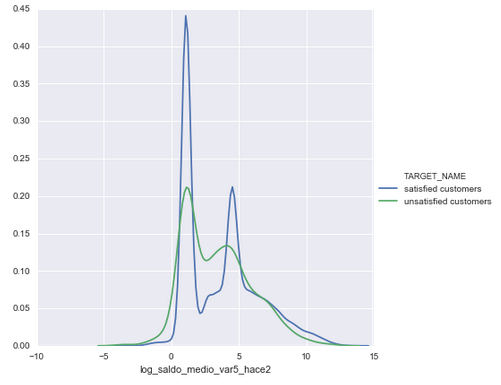 0.45
0.40
0.35
0.30
0.25
0.20
0.15
0.10
0.05
0.00
−10 −5 0 5 10 15
log_saldo_medio_var5_hace2
TARGET_NAME
satisfied customers
unsatisfied customers